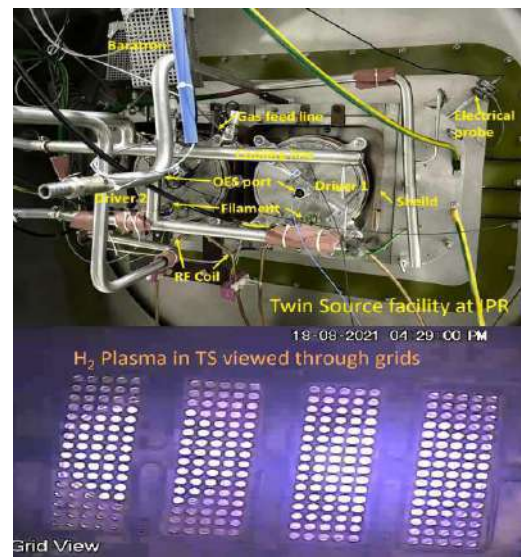 Baratron
Gas feed line
Electrical
probe
Cooling line
OES port
Driver 1
Driver 2
Sheild
Filament
RF Coil
Twin Source facility at IPR
18-08-2021 04:29:00 PM
H₂ Plasma in TS viewed through grids
Grid View